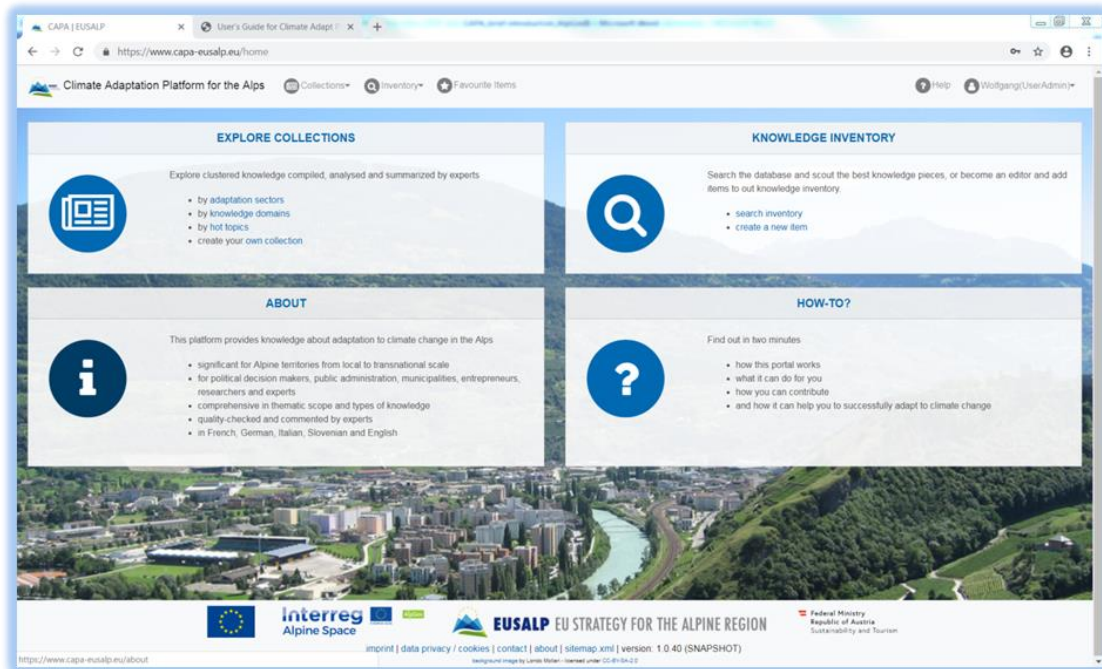 CAPA | EUSALP
User's Guide for Climate Adapt P
https://www.capa-eusalp.eu/home
Climate Adaptation Platform for the Alps
Collections
Inventory
Favourite Items
Help
Wolfgang(UserAdmin)
EXPLORE COLLECTIONS
Explore clustered knowledge compiled, analysed and summarized by experts
by adaptation sectors
by knowledge domains
by hot topics
create your own collection
KNOWLEDGE INVENTORY
Search the database and scout the best knowledge pieces, or become an editor and add
items to out knowledge inventory.
search inventory
create a new item
ABOUT
This platform provides knowledge about adaptation to climate change in the Alps
significant for Alpine territories from local to transnational scale
for political decision makers, public administration, municipalities, entrepreneurs,
researchers and experts
comprehensive in thematic scope and types of knowledge
quality-checked and commented by experts
in French, German, Italian, Slovenian and English
HOW-TO?
Find out in two minutes
how this portal works
what it can do for you
how you can contribute
and how it can help you to successfully adapt to climate change
Interreg
Alpine Space
EUSALP EU STRATEGY FOR THE ALPINE REGION
Federal Ministry
Republic of Austria
Sustainability and Tourism
imprint | data privacy / cookies | contact | about | sitemap.xml | version: 1.0.40 (SNAPSHOT)
https://www.capa-eusalp.eu/about